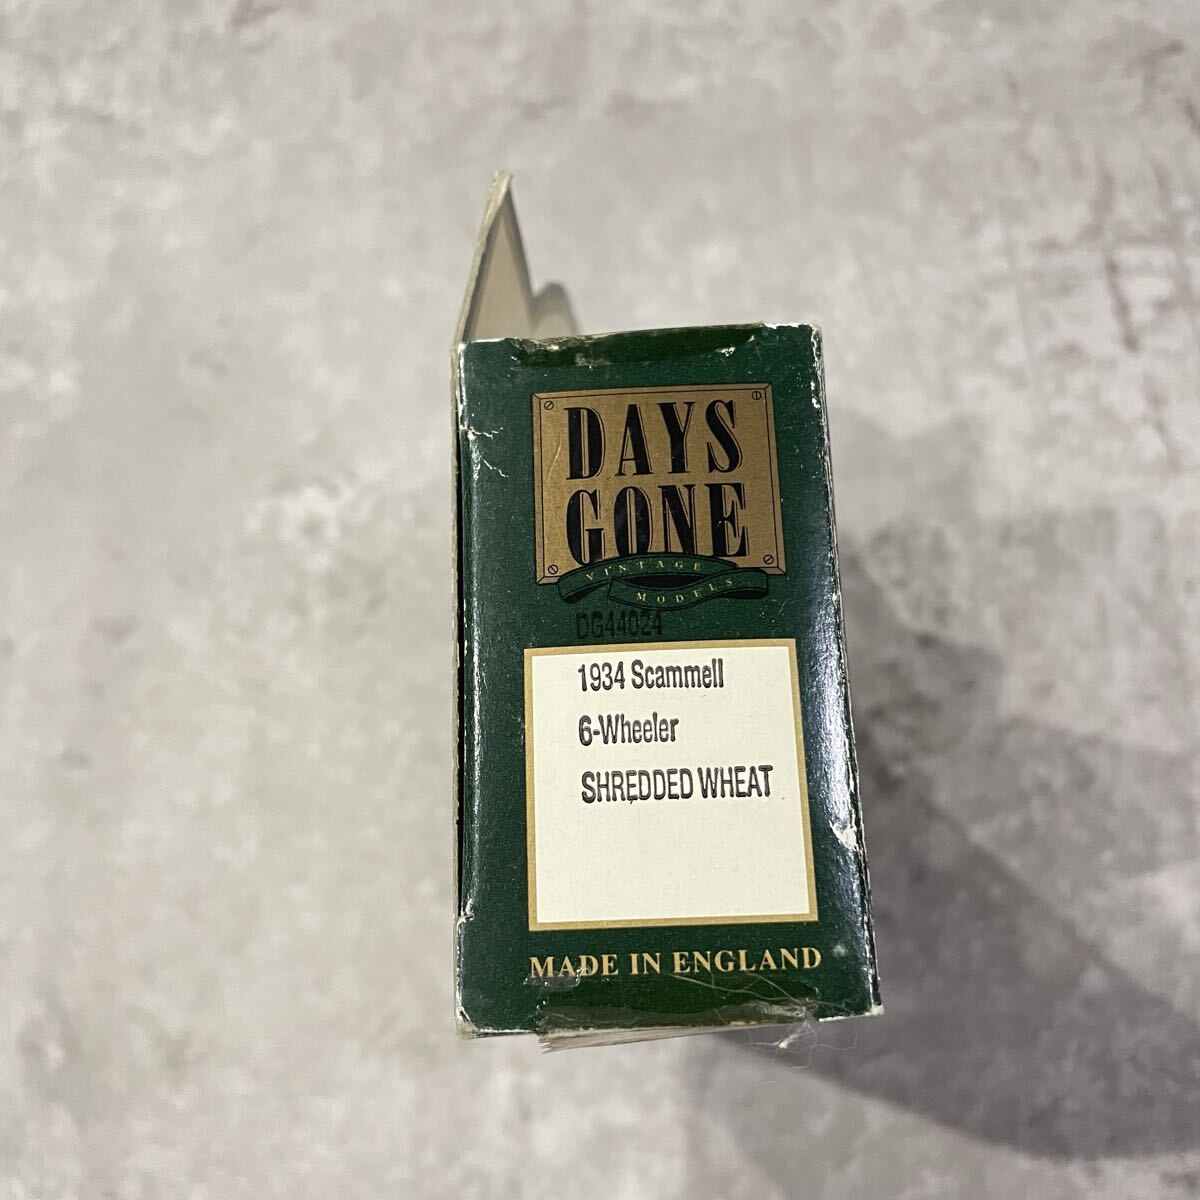 DAYS
GONE
VINTAGE
MODELS
DG44024
1934 Scammell
6-Wheeler
SHREDDED WHEAT
MADE IN ENGLAND